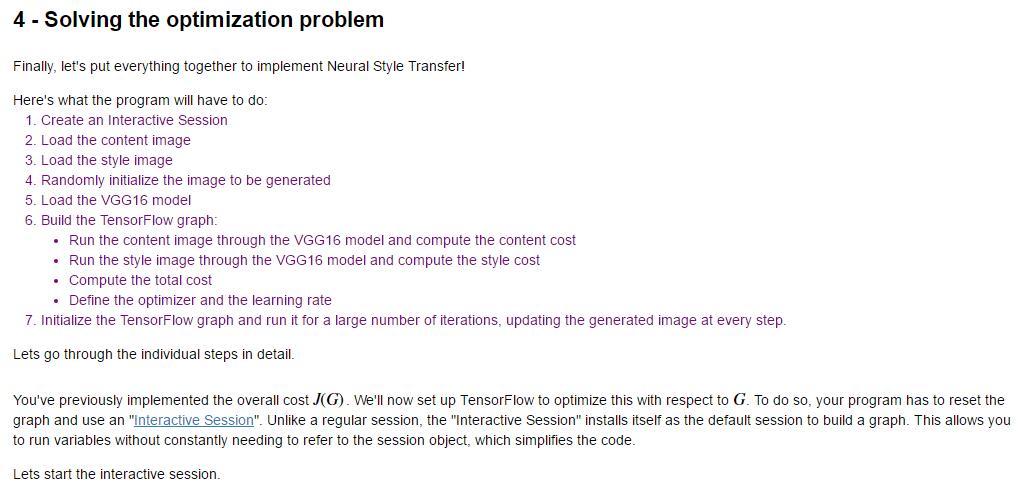 4 - Solving the optimization problem
Finally, let's put everything together to implement Neural Style Transfer!
Here's what the program will have to do:
1. Create an Interactive Session
2. Load the content image
3. Load the style image
4. Randomly initialize the image to be generated
5. Load the VGG16 model
6. Build the TensorFlow graph:
• Run the content image through the VGG16 model and compute the content cost
• Run the style image through the VGG16 model and compute the style cost
• Compute the total cost
• Define the optimizer and the learning rate
7. Initialize the TensorFlow graph and run it for a large number of iterations, updating the generated image at every step.
Lets go through the individual steps in detail.
You've previously implemented the overall cost J(G). We'll now set up TensorFlow to optimize this with respect to G. To do so, your program has to reset the
graph and use an "Interactive Session". Unlike a regular session, the "Interactive Session" installs itself as the default session to build a graph. This allows you
to run variables without constantly needing to refer to the session object, which simplifies the code.
Lets start the interactive session.